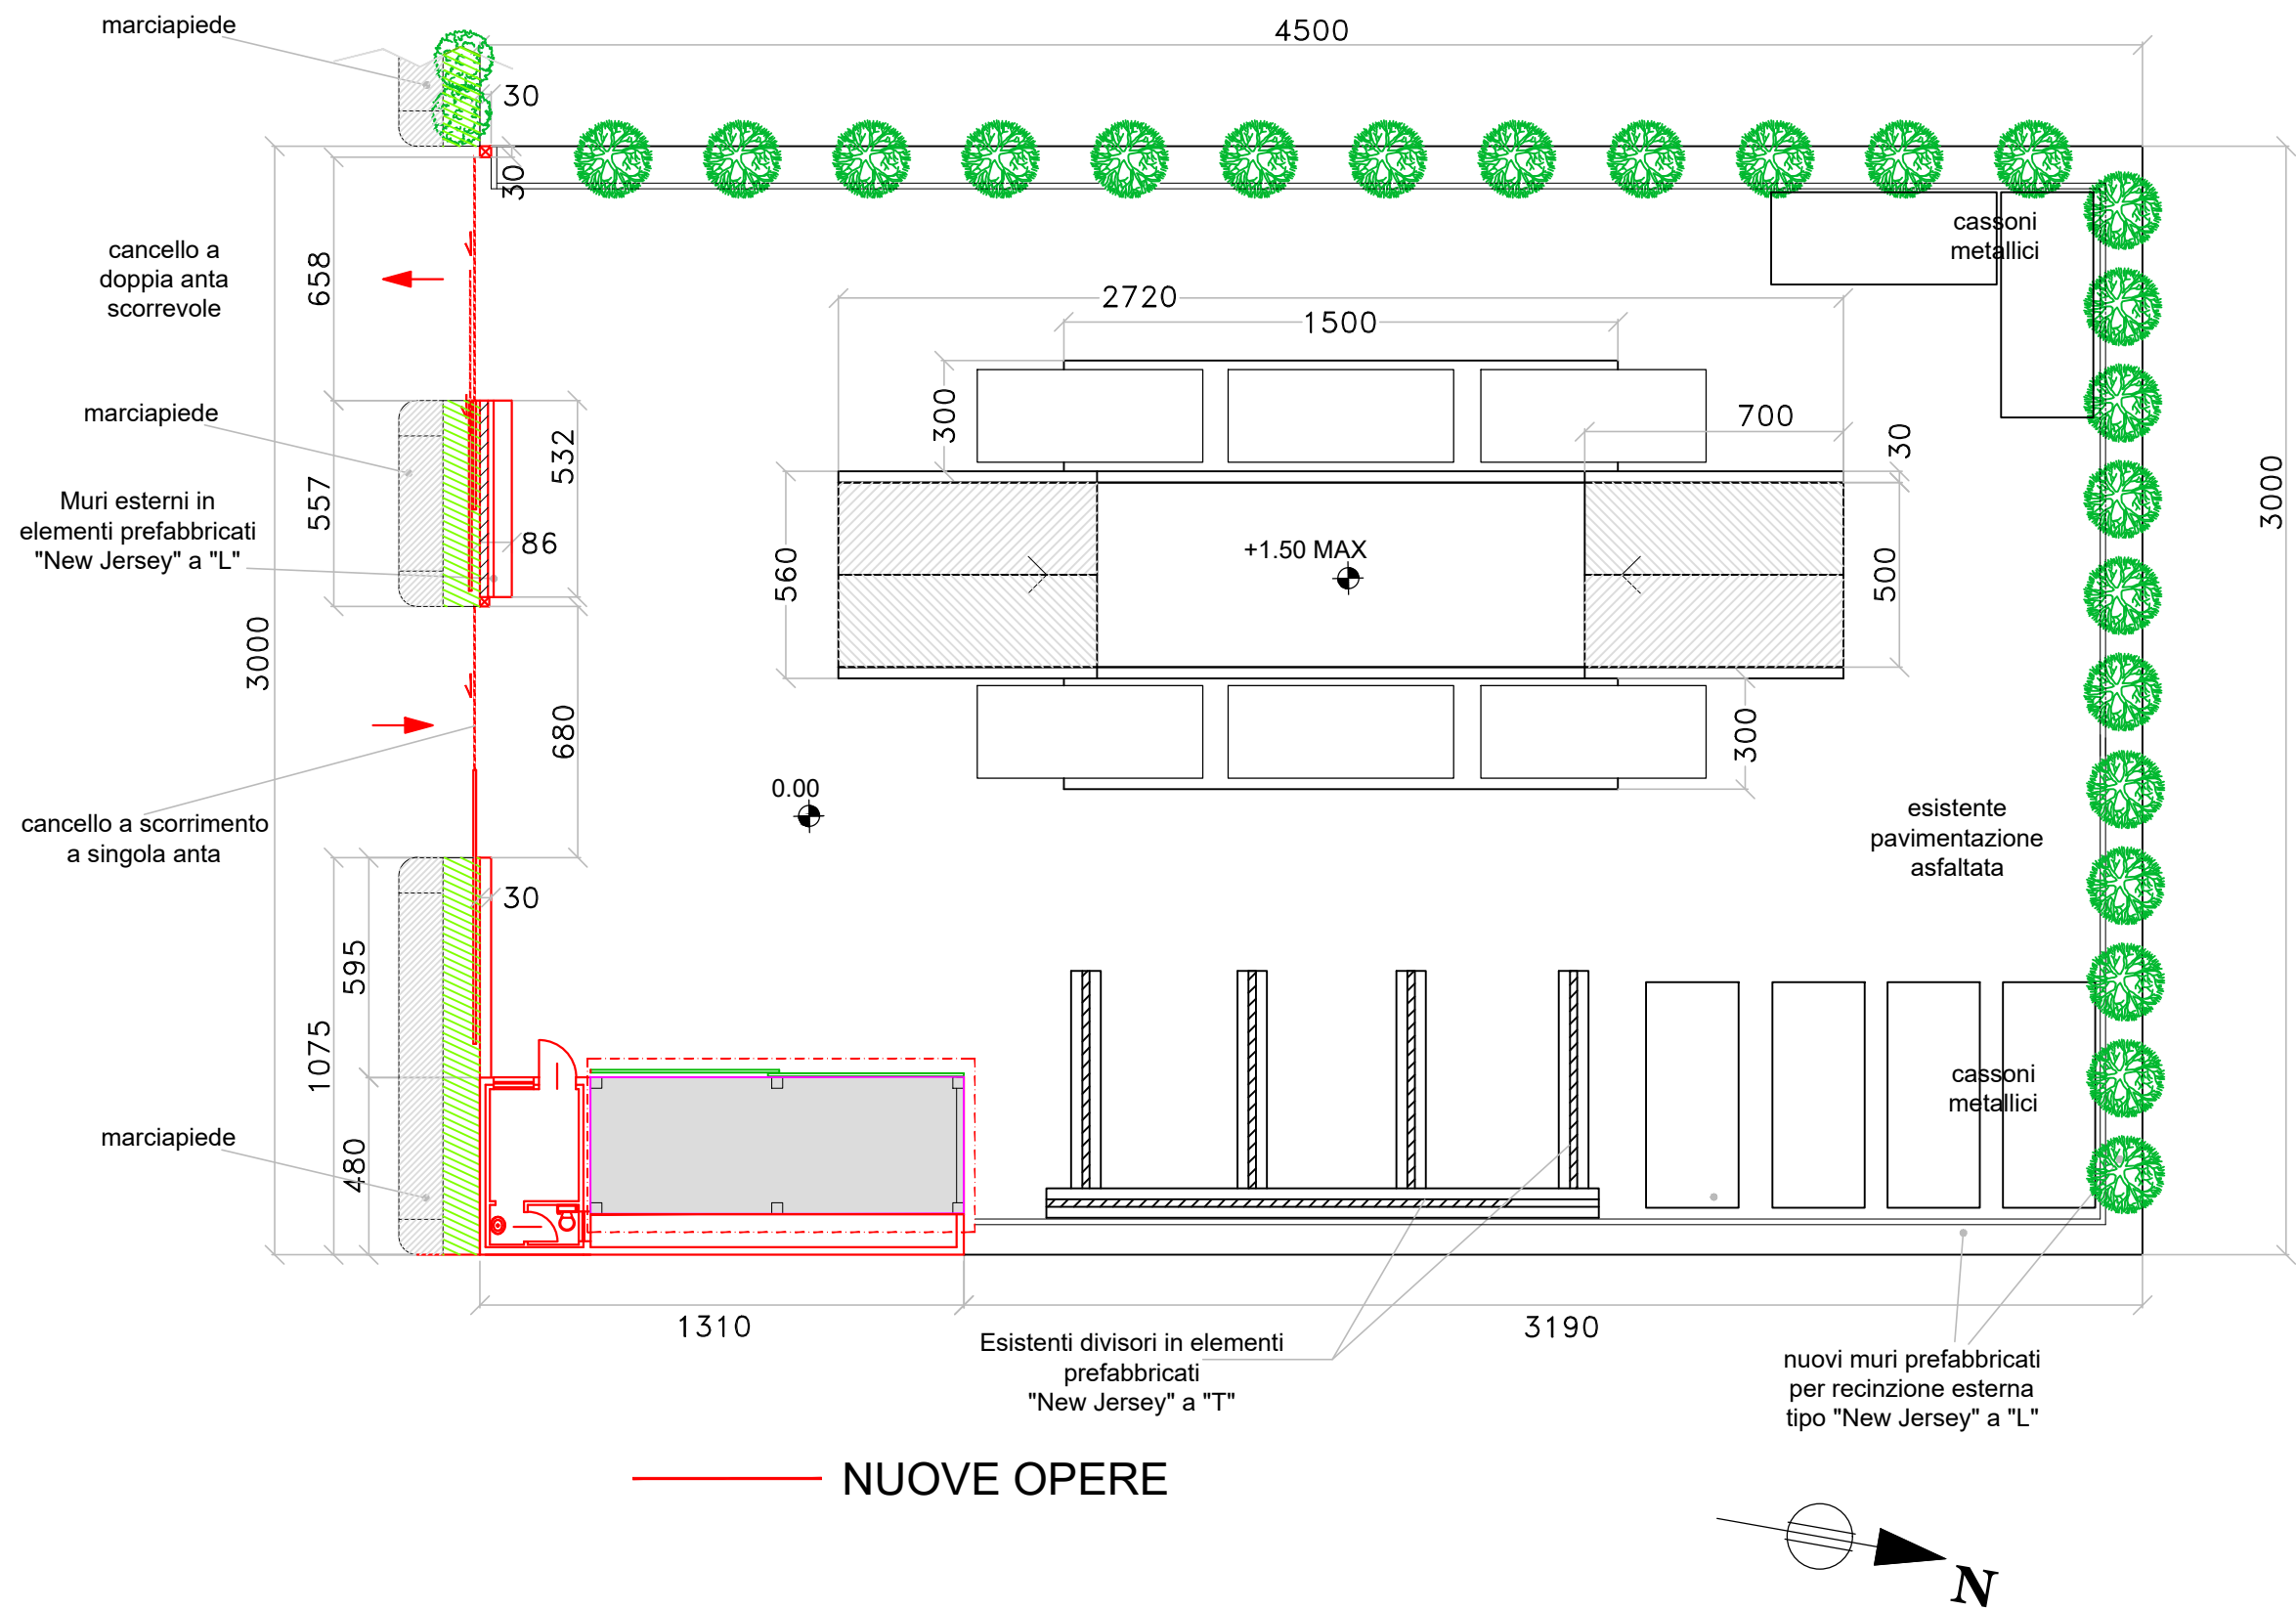 marciapiede
4500
30
30
cancello a
doppia anta
scorrevole
658
cassoni
metallici
2720
1500
300
700
30
marciapiede
532
557
Muri esterni in
elementi prefabbricati
"New Jersey" a "L"
86
560
+1.50 MAX
500
3000
3000
680
300
0.00
cancello a scorrimento
a singola anta
esistente
pavimentazione
asfaltata
30
595
1075
480
marciapiede
cassoni
metallici
1310
3190
Esistenti divisori in elementi
prefabbricati
"New Jersey" a "T"
nuovi muri prefabbricati
per recinzione esterna
tipo "New Jersey" a "L"
NUOVE OPERE
N